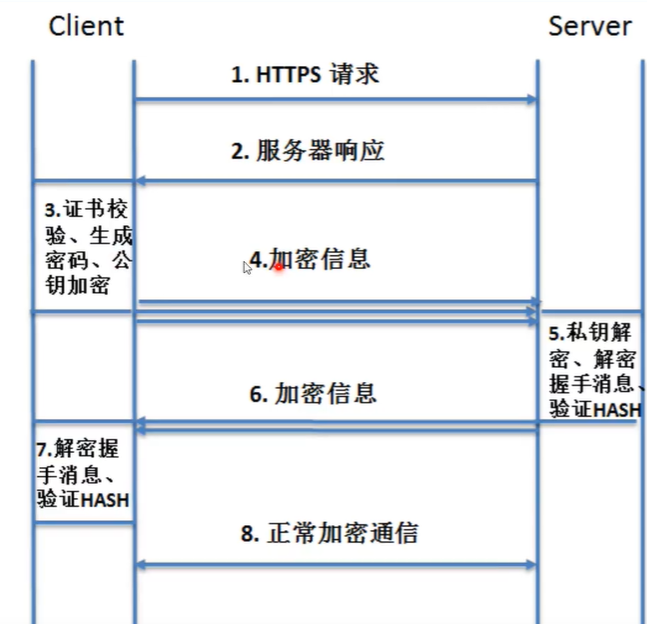 Client
Server
1. HTTPS 请求
2. 服务器响应
3.证书校
验、生成
密码、公
钥加密
4.加密信息
5.私钥解
密、解密
握手消息、
验证HASH
6. 加密信息
7.解密握
手消息、
验证HASH
8. 正常加密通信